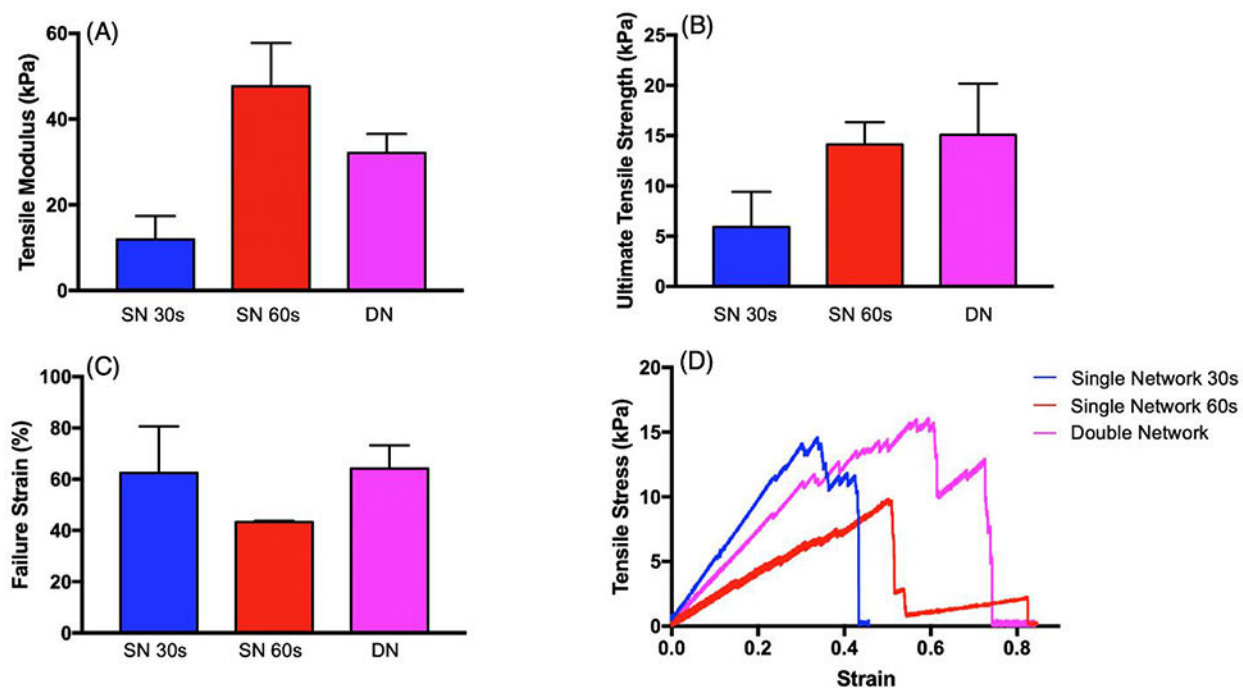 (A)
Tensile Modulus (kPa)
60
40
20
0
SN 30s SN 60s DN
(B)
Ultimate Tensile Strength (kPa)
25
20
15
10
5
0
SN 30s SN 60s DN
(C)
Failure Strain (%)
100
80
60
40
20
0
SN 30s SN 60s DN
(D)
Tensile Stress (kPa)
20
15
10
5
0
0.0 0.2 0.4 0.6 0.8
Strain
Single Network 30s
Single Network 60s
Double Network